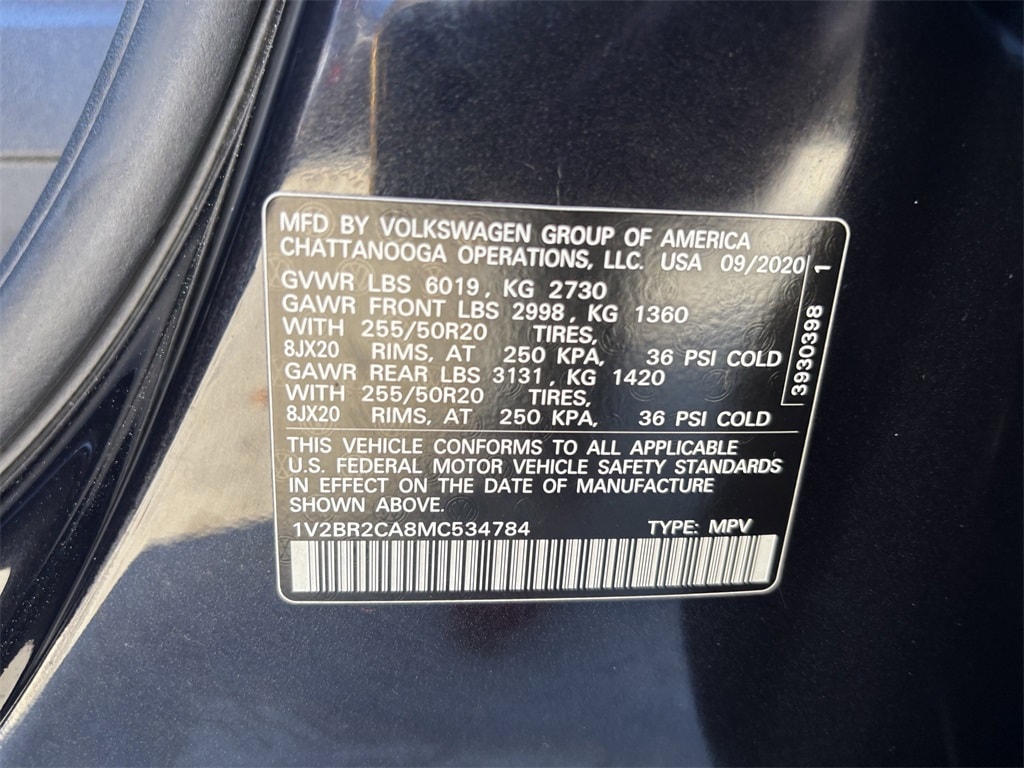 MFD BY VOLKSWAGEN GROUP OF AMERICA
CHATTANOOGA OPERATIONS, LLC. USA 09/2020
GVWR LBS 6019, KG 2730
GAWR FRONT LBS 2998, KG 1360
WITH 255/50R20 TIRES,
8JX20 RIMS, AT 250 KPA, 36 PSI COLD
GAWR REAR LBS 3131, KG 1420
WITH 255/50R20 TIRES,
8JX20 RIMS, AT 250 KPA, 36 PSI COLD
3930398 1
THIS VEHICLE CONFORMS TO ALL APPLICABLE
U.S. FEDERAL MOTOR VEHICLE SAFETY STANDARDS
IN EFFECT ON THE DATE OF MANUFACTURE
SHOWN ABOVE.
1V2BR2CA8MC534784 TYPE: MPV